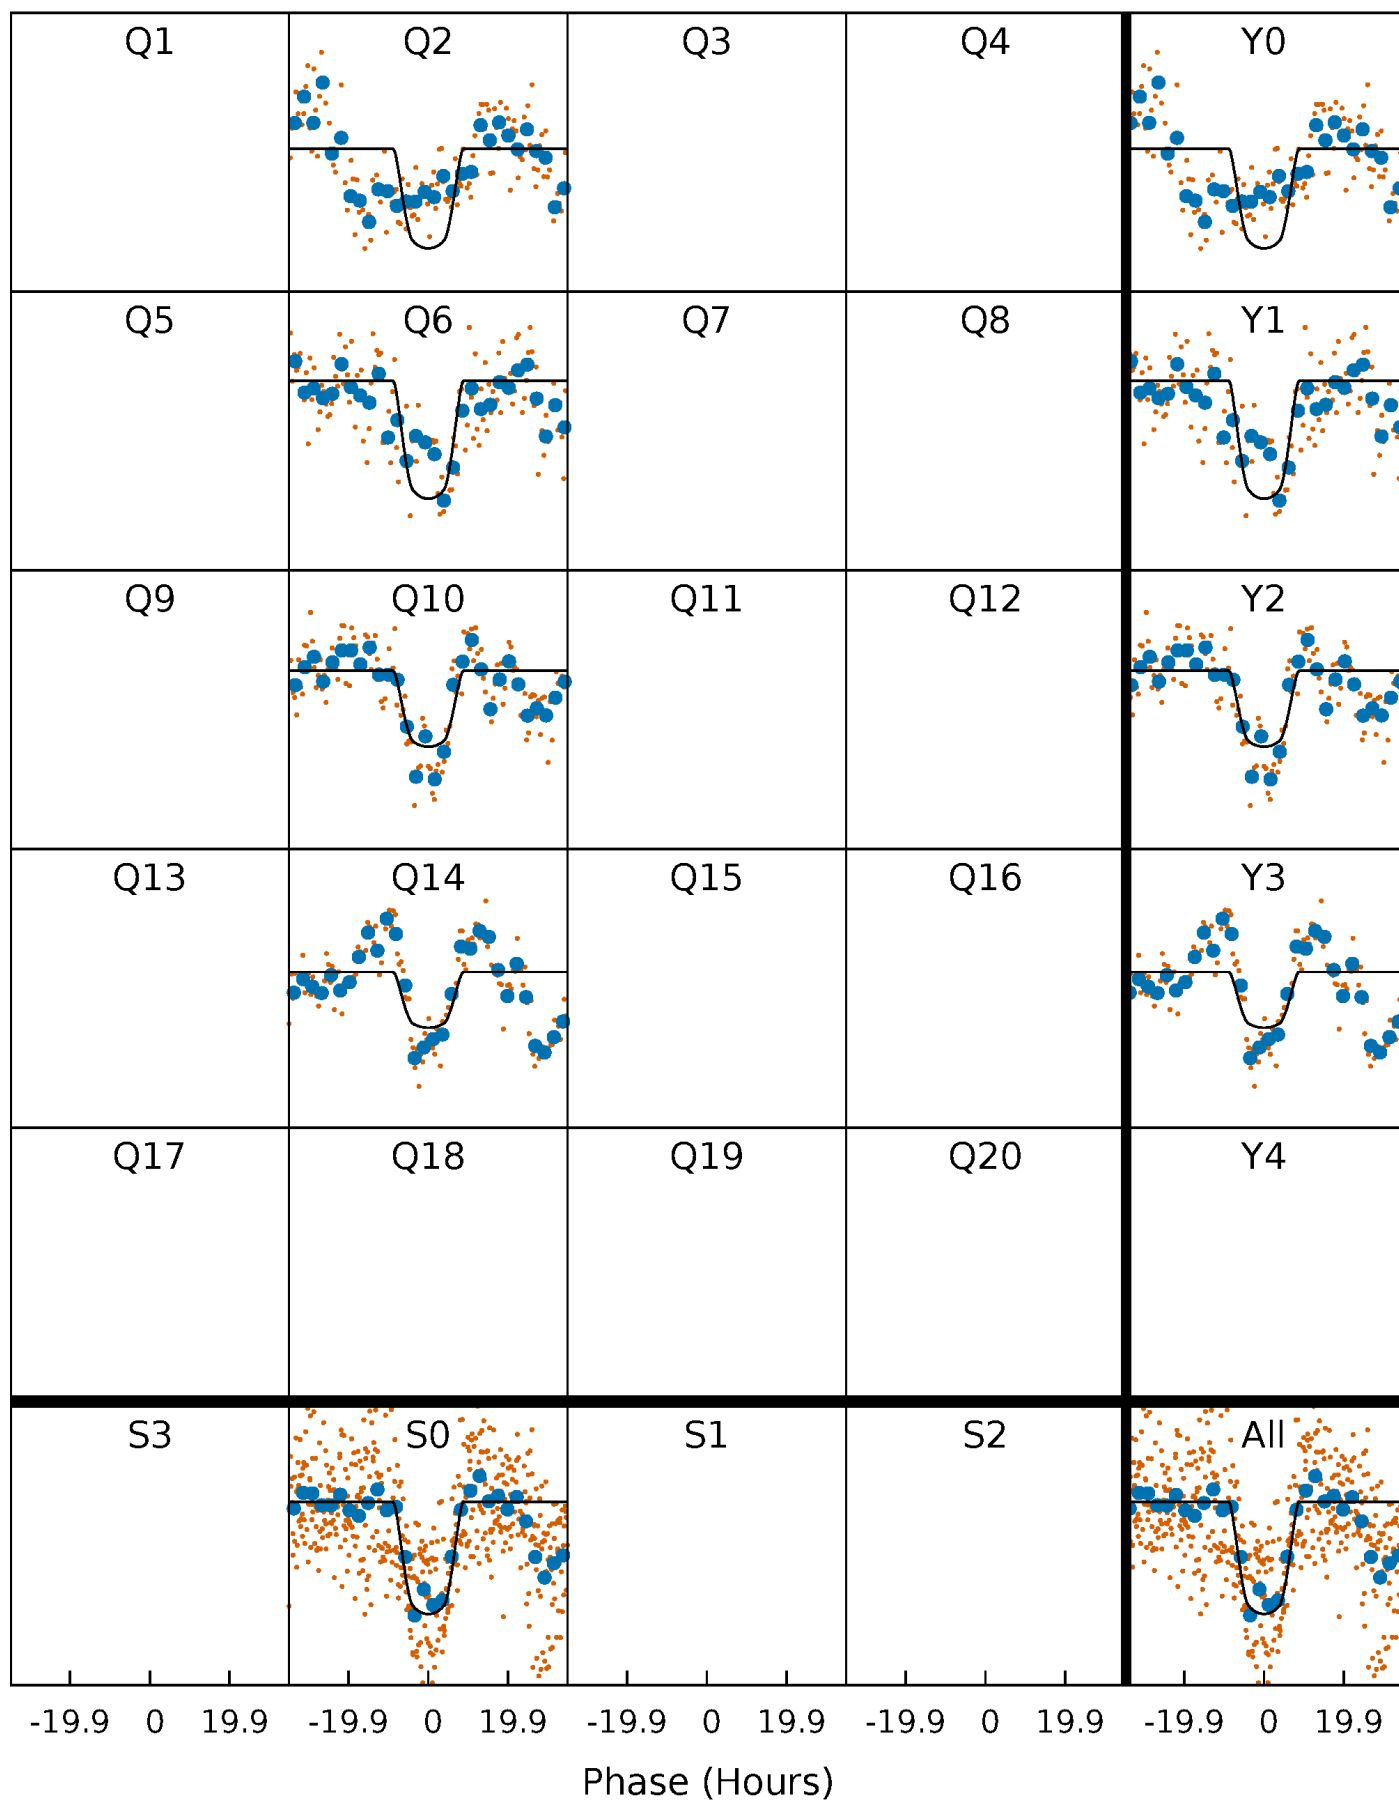 Q1 Q2 Q3 Q4 Y0
Q5 Q6 Q7 Q8 Y1
Q9 Q10 Q11 Q12 Y2
Q13 Q14 Q15 Q16 Y3
Q17 Q18 Q19 Q20 Y4
S3 S0 S1 S2 All
-19.9 0 19.9 -19.9 0 19.9 -19.9 0 19.9 -19.9 0 19.9 -19.9 0 19.9
Phase (Hours)